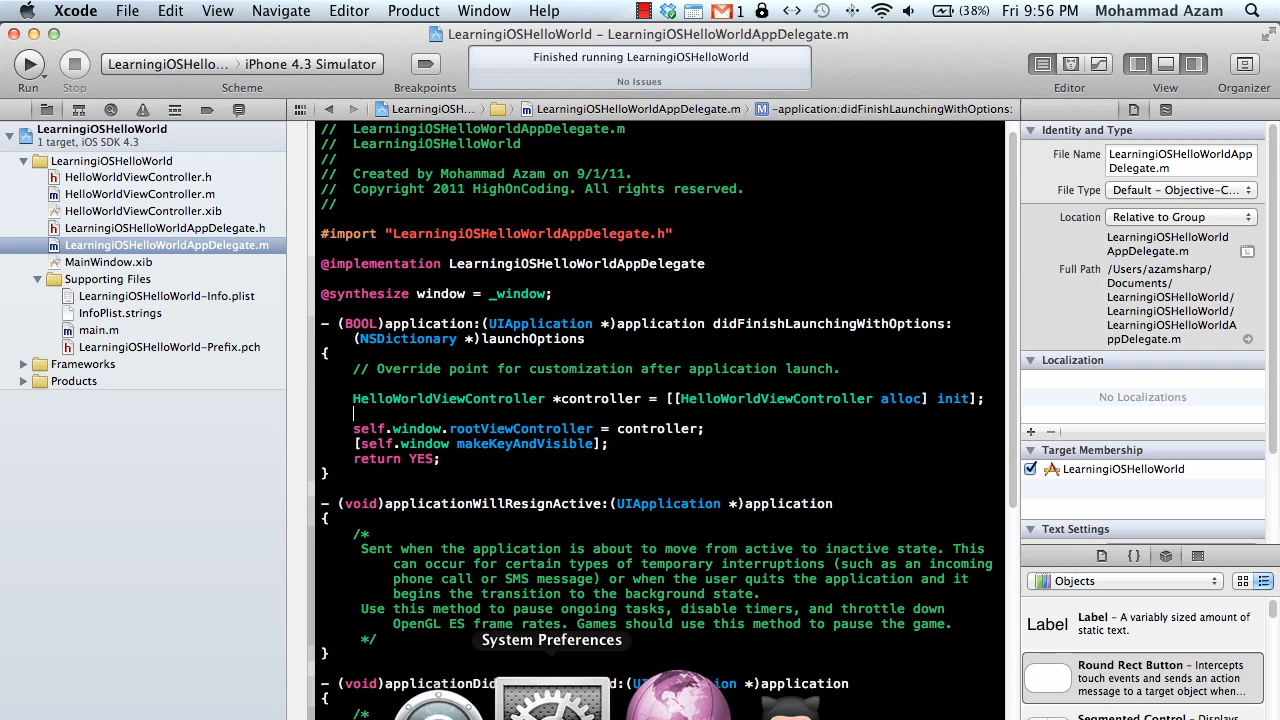 Xcode File Edit View Navigate Editor Product Window Help 1 (38%) Fri 9:56 PM Mohammad Azam
LearningiOSHelloWorld - LearningiOSHelloWorldAppDelegate.m
Finished running LearningiOSHelloWorld
No Issues
LearningiOSHello... iPhone 4.3 Simulator
Run Stop Scheme Breakpoints Editor View Organizer
LearningiOSH... LearningiOSHelloWorldAppDelegate.m M -application:didFinishLaunchingWithOptions:
LearningiOSHelloWorld
1 target, iOS SDK 4.3
LearningiOSHelloWorld
HelloWorldViewController.h
HelloWorldViewController.m
HelloWorldViewController.xib
LearningiOSHelloWorldAppDelegate.h
LearningiOSHelloWorldAppDelegate.m
MainWindow.xib
Supporting Files
LearningiOSHelloWorld-Info.plist
InfoPlist.strings
main.m
LearningiOSHelloWorld-Prefix.pch
Frameworks
Products
//  LearningiOSHelloWorldAppDelegate.m
//  LearningiOSHelloWorld
//
//  Created by Mohammad Azam on 9/1/11.
//  Copyright 2011 HighOnCoding. All rights reserved.
//
#import "LearningiOSHelloWorldAppDelegate.h"
@implementation LearningiOSHelloWorldAppDelegate
@synthesize window = _window;
- (BOOL)application:(UIApplication *)application didFinishLaunchingWithOptions:
(NSDictionary *)launchOptions
{
// Override point for customization after application launch.
HelloWorldViewController *controller = [[HelloWorldViewController alloc] init];
self.window.rootViewController = controller;
[self.window makeKeyAndVisible];
return YES;
}
- (void)applicationWillResignActive:(UIApplication *)application
{
/*
Sent when the application is about to move from active to inactive state. This
can occur for certain types of temporary interruptions (such as an incoming
phone call or SMS message) or when the user quits the application and it
begins the transition to the background state.
Use this method to pause ongoing tasks, disable timers, and throttle down
OpenGL ES frame rates. Games should use this method to pause the game.
*/
}
System Preferences
- (void)applicationDid
*)application
{
/*
Identity and Type
File Name LearningiOSHelloWorldApp
Delegate.m
File Type Default - Objective-C...
Location Relative to Group
LearningiOSHelloWorld
AppDelegate.m
Full Path /Users/azamsharp/
Documents/
LearningiOSHelloWorld/
LearningiOSHelloWorld/
LearningiOSHelloWorldA
ppDelegate.m
Localization
No Localizations
Target Membership
LearningiOSHelloWorld
Text Settings
Objects
Label Label - A variably sized amount of
static text.
Round Rect Button - Intercepts
touch events and sends an action
message to a target object when...
Segmented Control - Displays